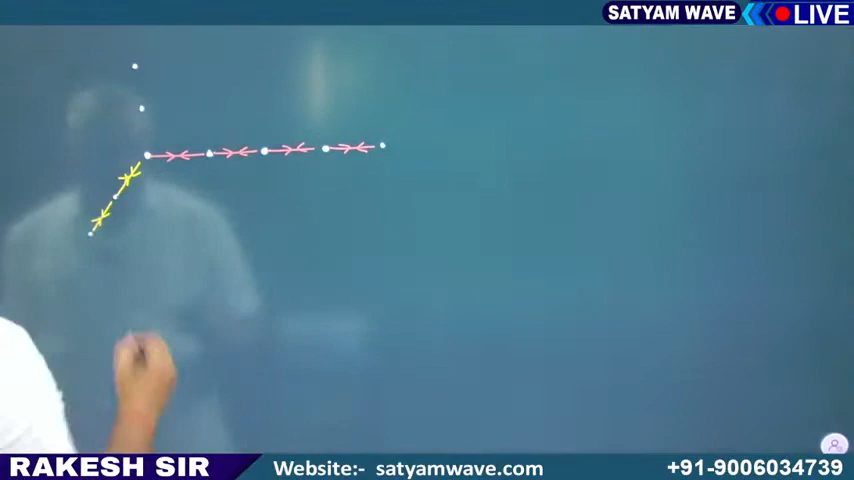 SATYAM WAVE LIVE
RAKESH SIR Website:- satyamwave.com +91-9006034739